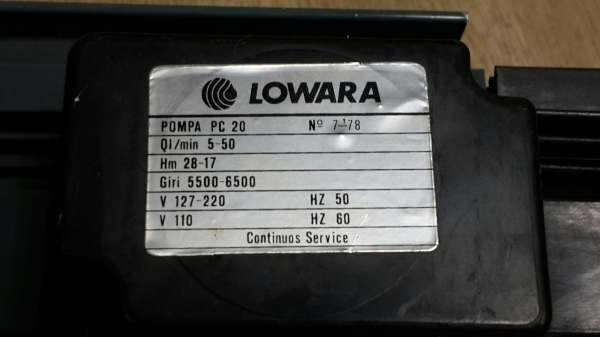 LOWARA
POMPA PC 20 Nº 7-78
Ql/min 5-50
Hm 28-17
Giri 5500-6500
V 127-220 HZ 50
V 110 HZ 60
Continuos Service